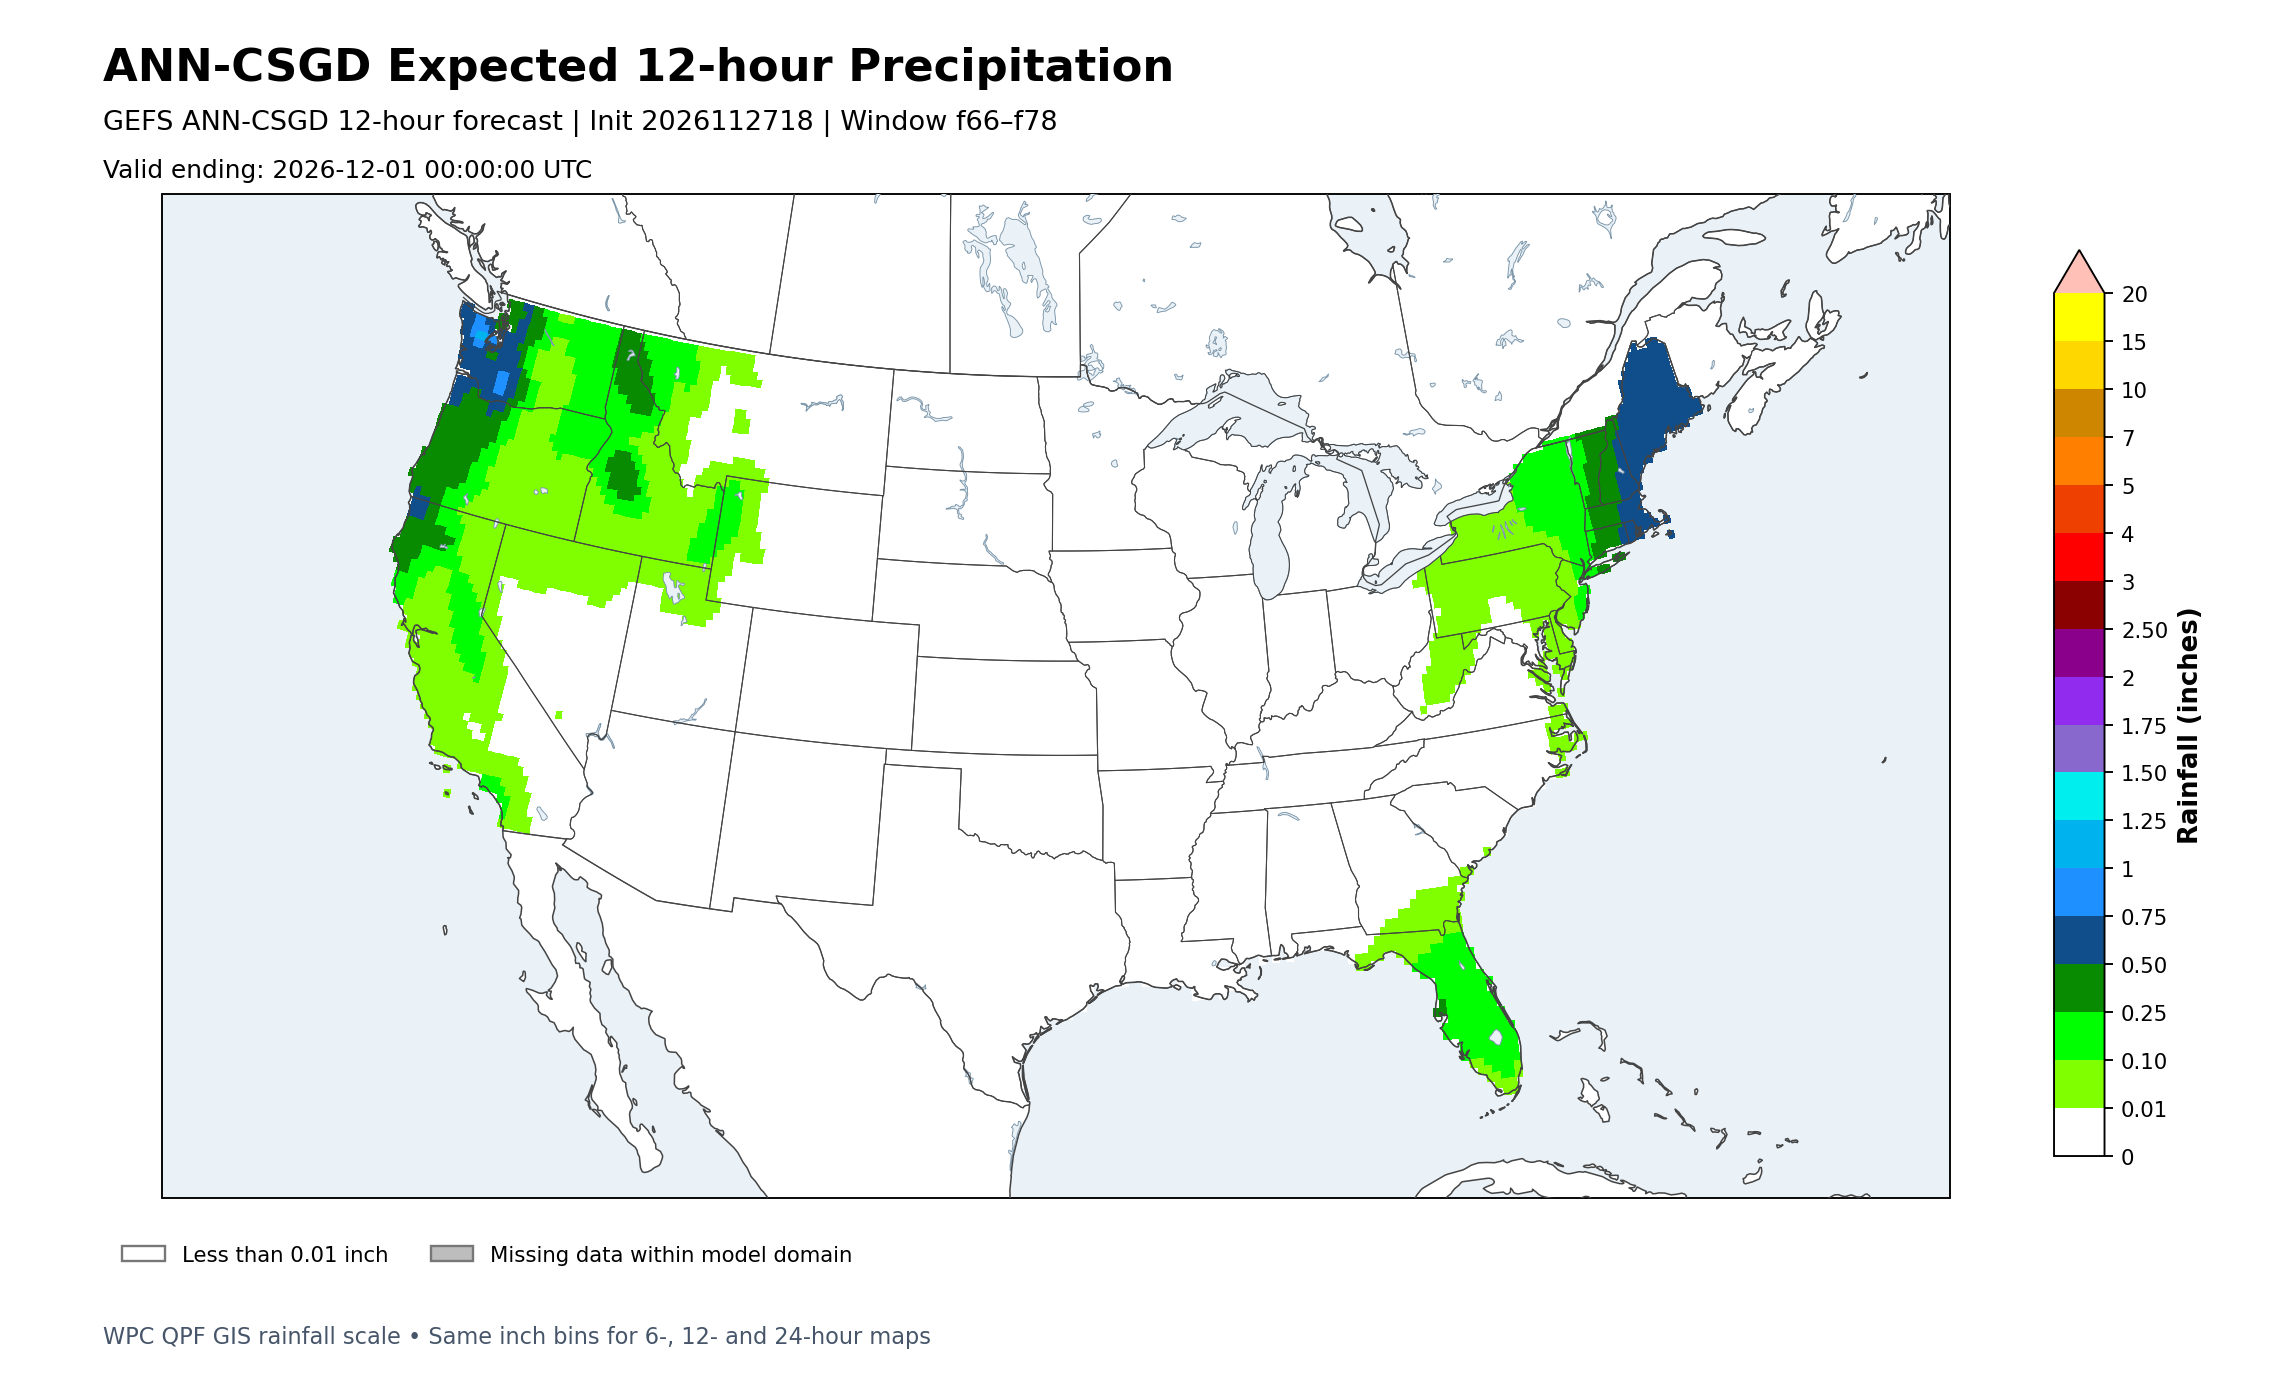 ANN-CSGD Expected 12-hour Precipitation
GEFS ANN-CSGD 12-hour forecast | Init 2026112718 | Window f66–f78
Valid ending: 2026-12-01 00:00:00 UTC
20
15
10
7
5
4
3
2.50
2
1.75
1.50
1.25
1
0.75
0.50
0.25
0.10
0.01
0
Rainfall (inches)
Less than 0.01 inch
Missing data within model domain
WPC QPF GIS rainfall scale • Same inch bins for 6-, 12- and 24-hour maps